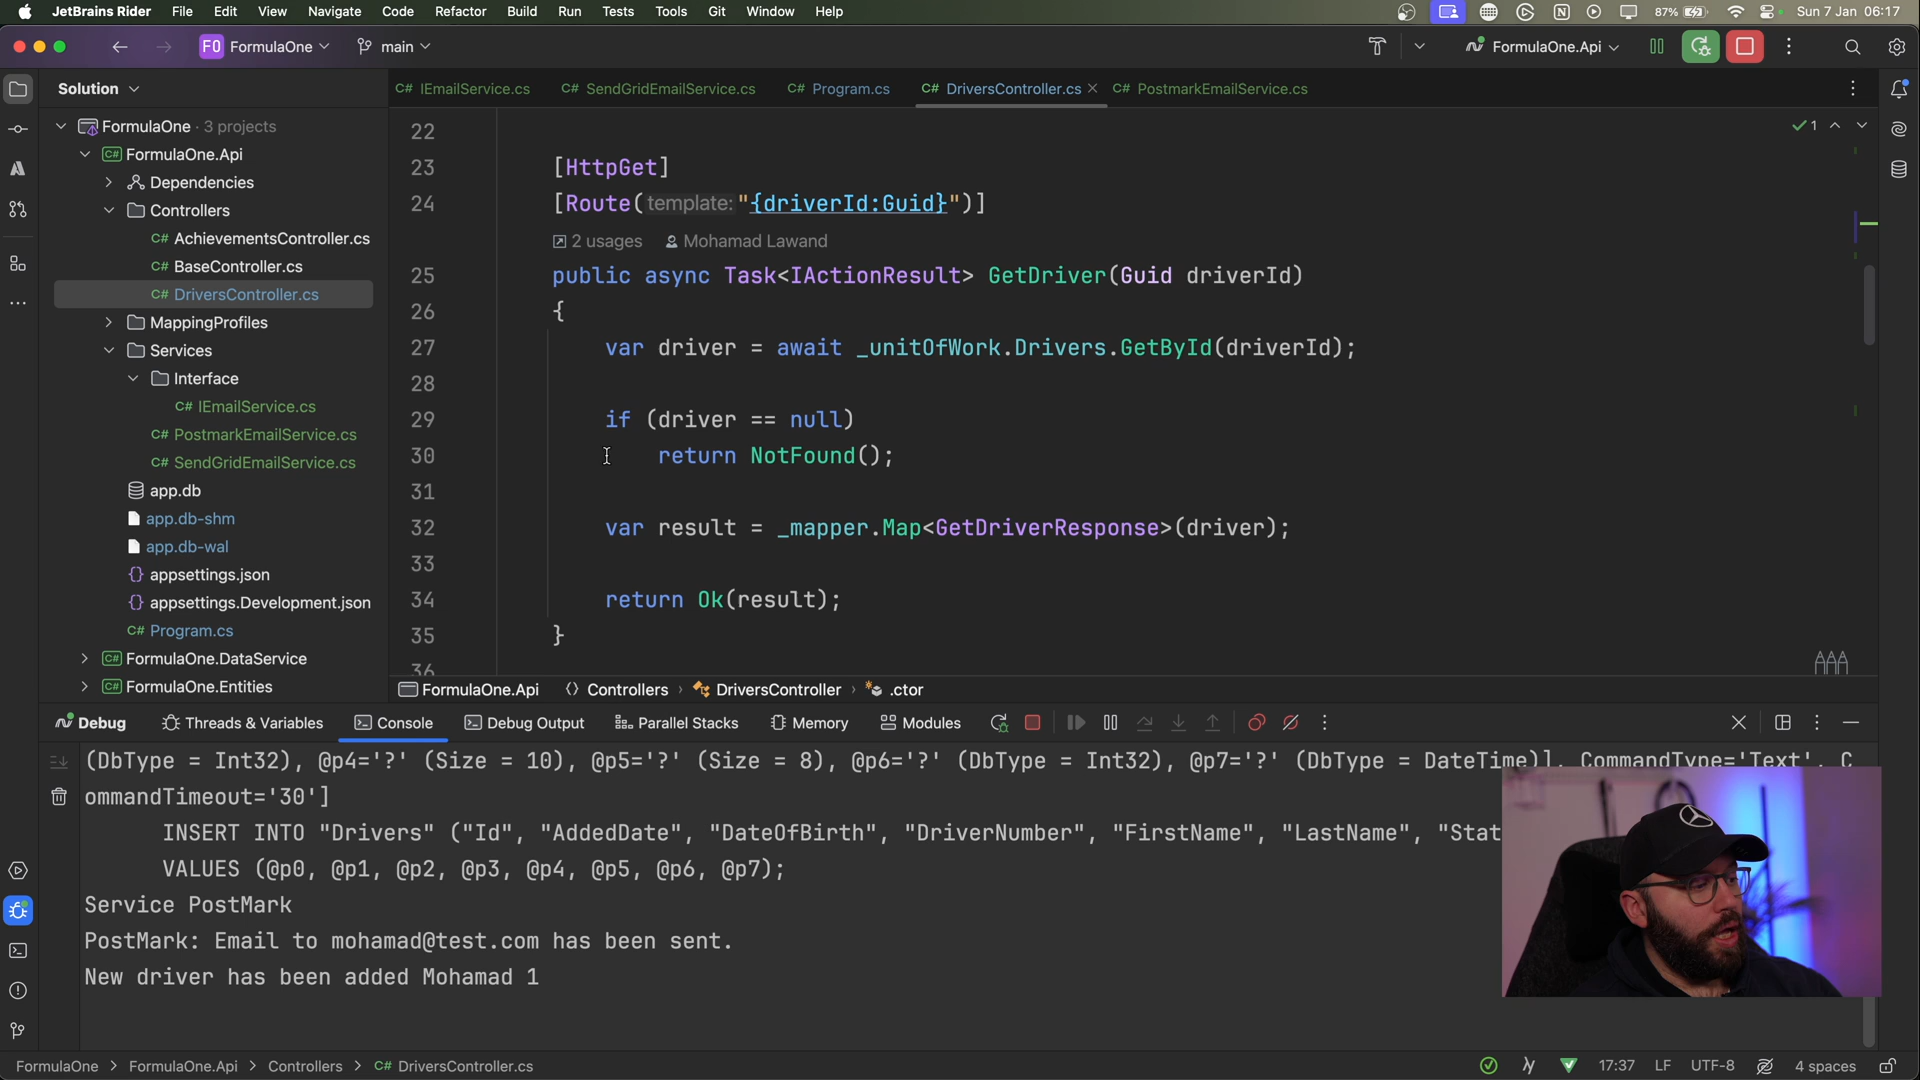 JetBrains Rider File Edit View Navigate Code Refactor Build Run Tests Tools Git Window Help 87% Sun 7 Jan 06:17
FO FormulaOne main FormulaOne.Api
Solution
FormulaOne · 3 projects
C# FormulaOne.Api
Dependencies
Controllers
C# AchievementsController.cs
C# BaseController.cs
C# DriversController.cs
MappingProfiles
Services
Interface
C# IEmailService.cs
C# PostmarkEmailService.cs
C# SendGridEmailService.cs
app.db
app.db-shm
app.db-wal
{} appsettings.json
{} appsettings.Development.json
C# Program.cs
C# FormulaOne.DataService
C# FormulaOne.Entities
C# IEmailService.cs C# SendGridEmailService.cs C# Program.cs C# DriversController.cs C# PostmarkEmailService.cs
1
22
23 [HttpGet]
24 [Route(template:"{driverId:Guid}")]
2 usages Mohamad Lawand
25 public async Task<IActionResult> GetDriver(Guid driverId)
26 {
27 var driver = await _unitOfWork.Drivers.GetById(driverId);
28
29 if (driver == null)
30 return NotFound();
31
32 var result = _mapper.Map<GetDriverResponse>(driver);
33
34 return Ok(result);
35 }
36
FormulaOne.Api Controllers DriversController .ctor
Debug Threads & Variables Console Debug Output Parallel Stacks Memory Modules
(DbType = Int32), @p4='?' (Size = 10), @p5='?' (Size = 8), @p6='?' (DbType = Int32), @p7='?' (DbType = DateTime)], CommandType='Text', C
ommandTimeout='30']
INSERT INTO "Drivers" ("Id", "AddedDate", "DateOfBirth", "DriverNumber", "FirstName", "LastName", "Stat
VALUES (@p0, @p1, @p2, @p3, @p4, @p5, @p6, @p7);
Service PostMark
PostMark: Email to mohamad@test.com has been sent.
New driver has been added Mohamad 1
FormulaOne > FormulaOne.Api > Controllers > C# DriversController.cs 17:37 LF UTF-8 4 spaces